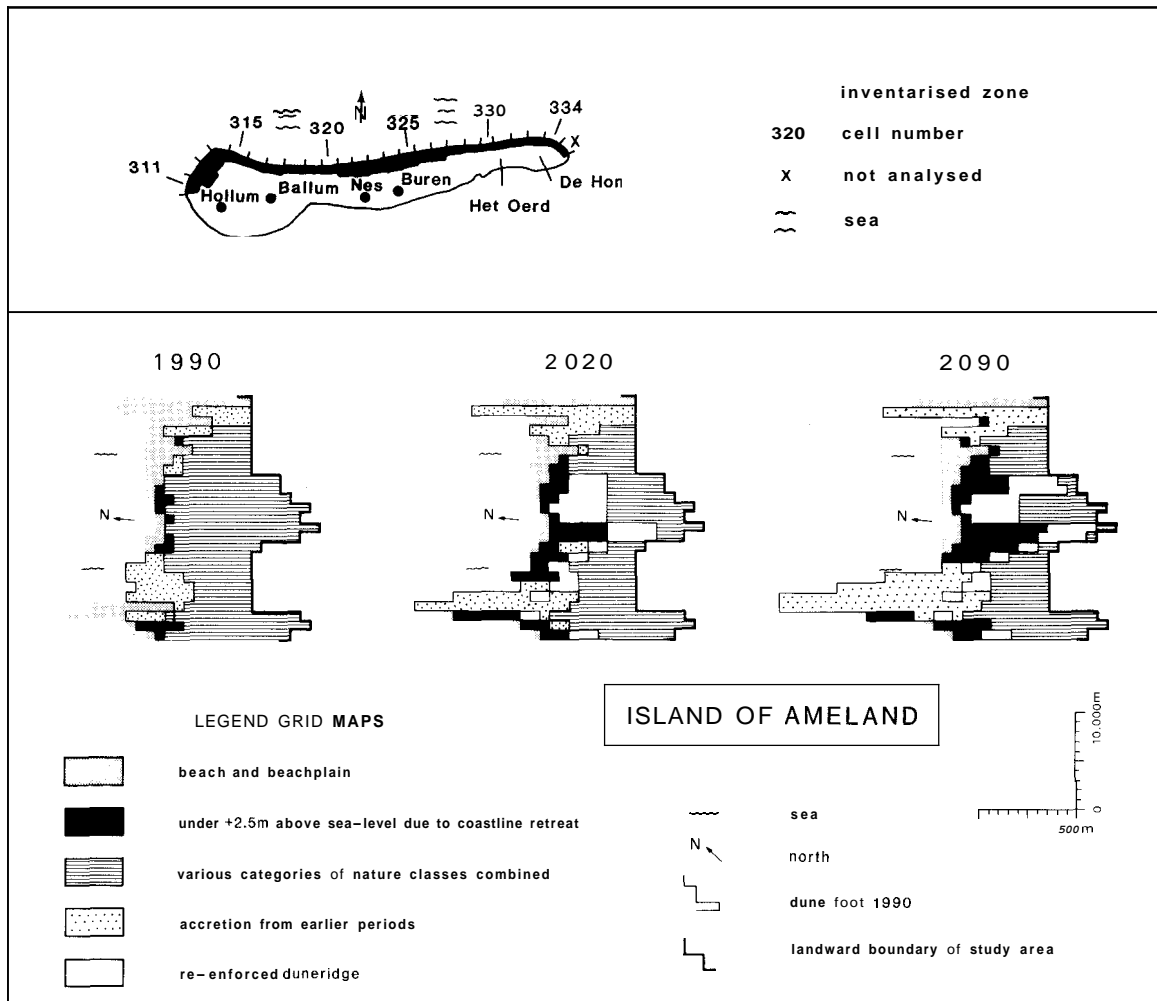 N
311
315
320
325
330
334
X
Hollum
Ballum
Nes
Buren
Het Oerd
De Hon
inventarised zone
320 cell number
X not analysed
sea
1990
2020
2090
N
N
N
LEGEND GRID MAPS
beach and beachplain
under +2.5m above sea-level due to coastline retreat
various categories of nature classes combined
accretion from earlier periods
re-enforced duneridge
ISLAND OF AMELAND
sea
N
north
dune foot 1990
landward boundary of study area
10.000m
0
500m